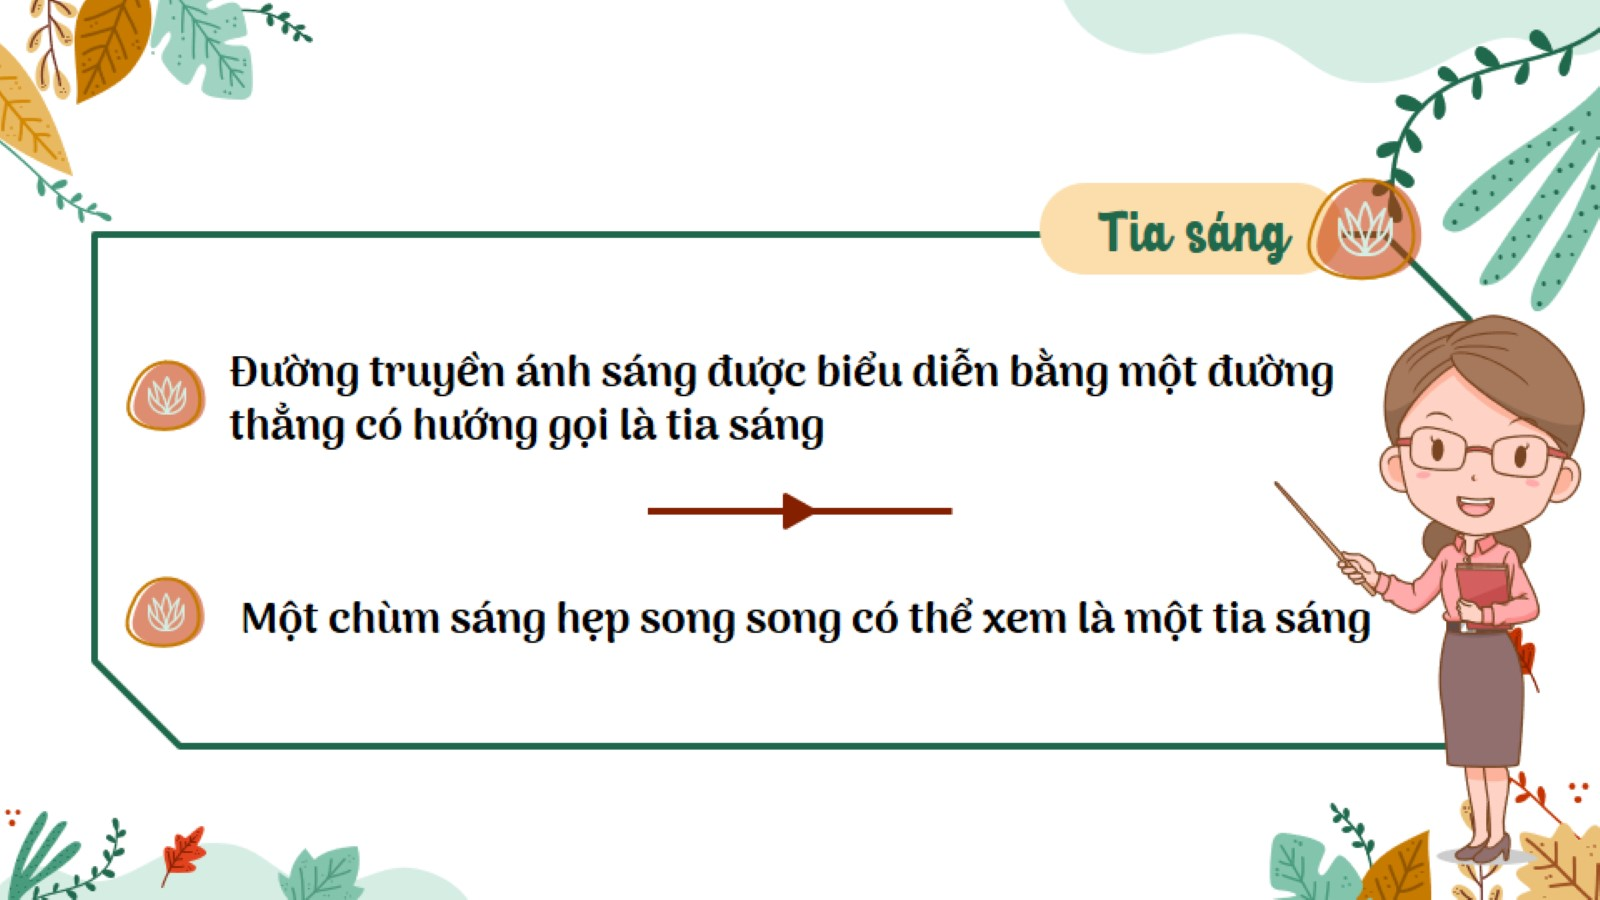 Tia sáng
Đường truyền ánh sáng được biểu diễn bằng một đường
thẳng có hướng gọi là tia sáng
Một chùm sáng hẹp song song có thể xem là một tia sáng